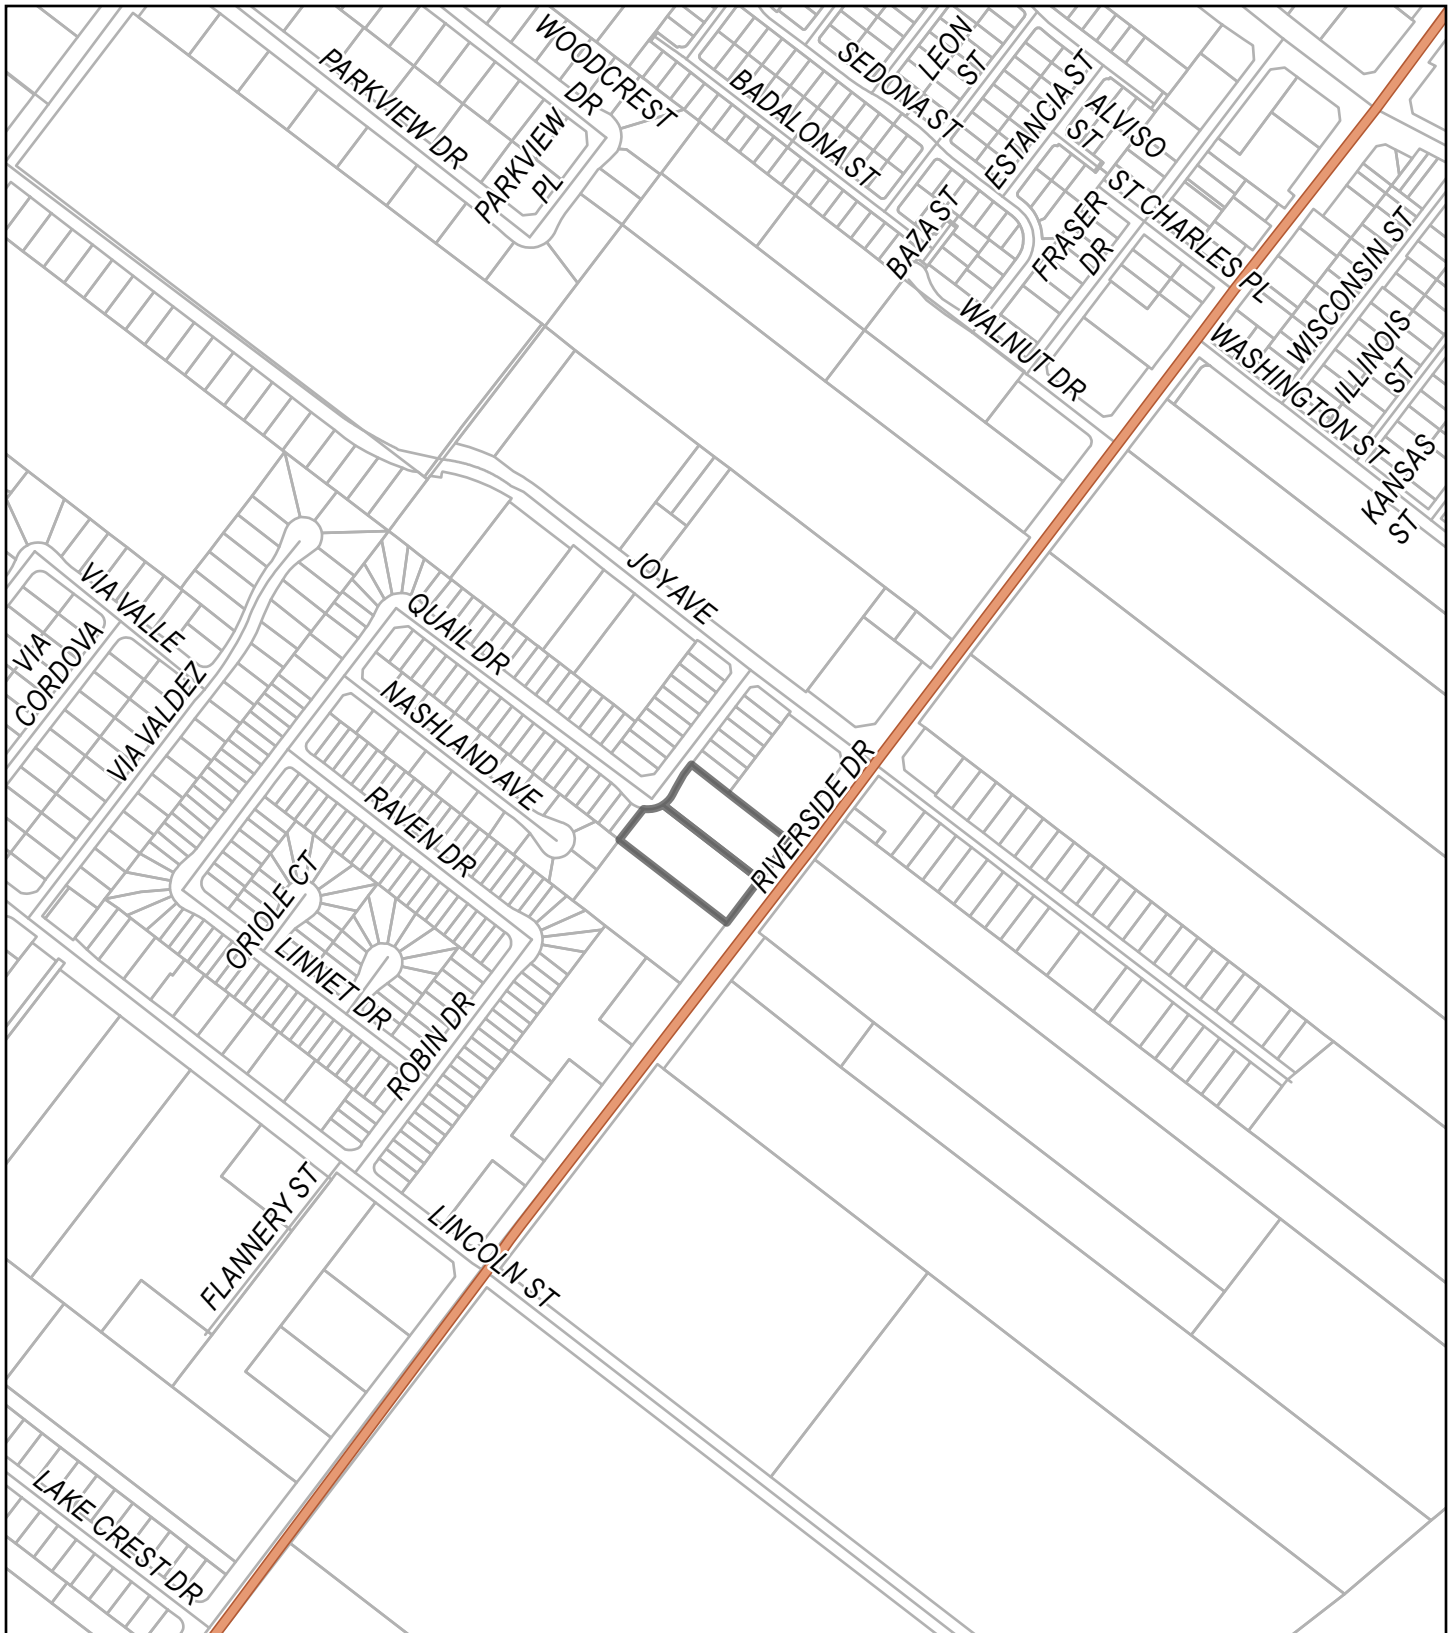 WOODCREST
DR
PARKVIEW DR
PARKVIEW
PL
BADALONA ST
SEDONA ST
LEON
ST
ESTANCIA ST
ALVISO
ST
ST CHARLES PL
BAZA ST
FRASER
DR
WALNUT DR
WISCONSIN ST
ILLINOIS
ST
WASHINGTON ST
KANSAS
ST
JOY AVE
VIA VALLE
VIA
CORDOVA
VIA VALDEZ
QUAIL DR
NASHLAND AVE
RAVEN DR
RIVERSIDE DR
ORIOLE CT
LINNET DR
ROBIN DR
FLANNERY ST
LINCOLN ST
LAKE CREST DR